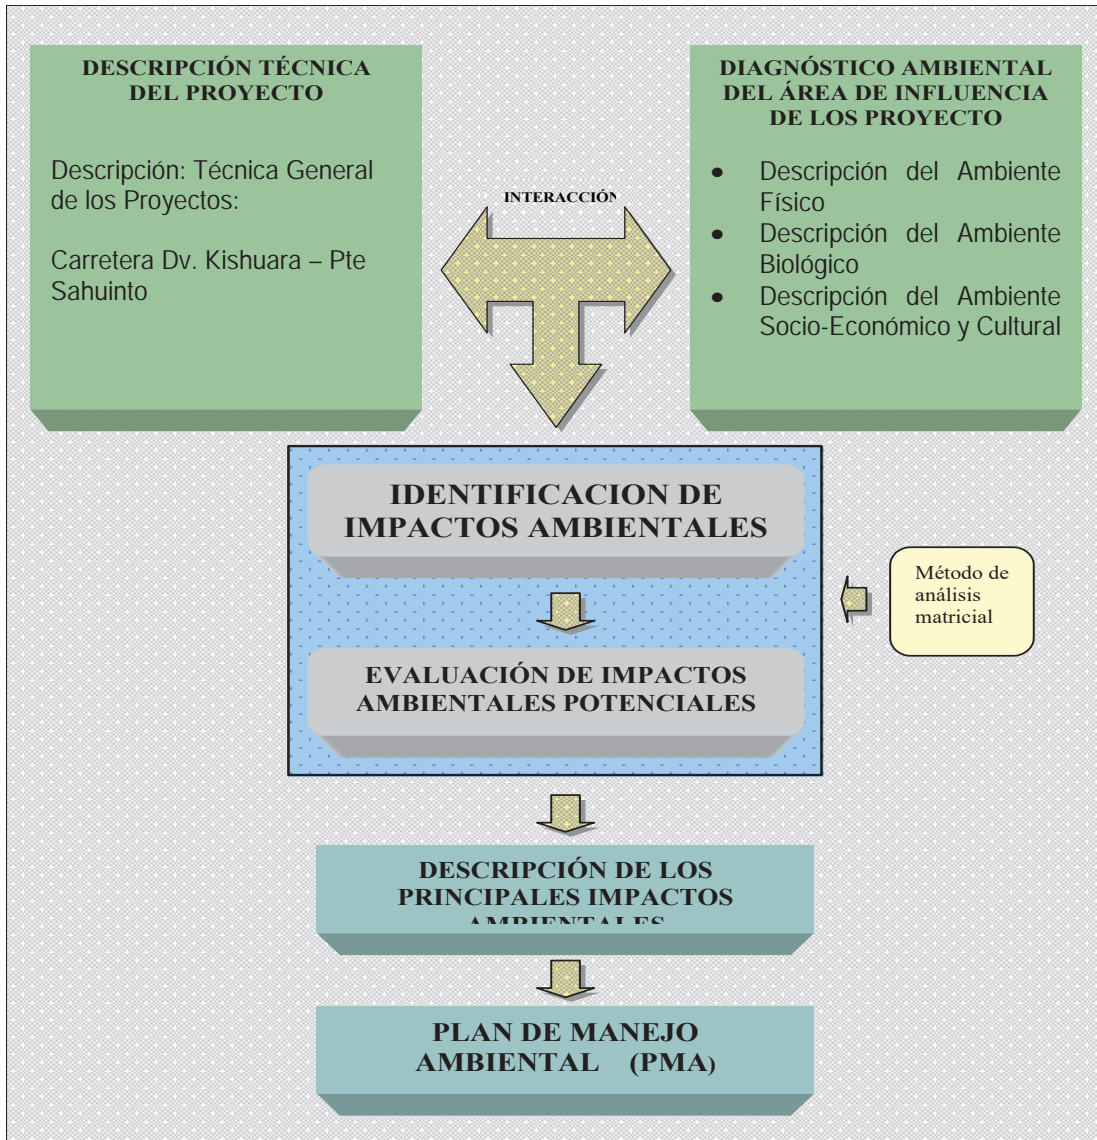 DESCRIPCIÓN TÉCNICA
DEL PROYECTO
Descripción: Técnica General
de los Proyectos:
Carretera Dv. Kishuara – Pte
Sahuinto
INTERACCIÓN
DIAGNÓSTICO AMBIENTAL
DEL ÁREA DE INFLUENCIA
DE LOS PROYECTO
• Descripción del Ambiente
Físico
• Descripción del Ambiente
Biológico
• Descripción del Ambiente
Socio-Económico y Cultural
IDENTIFICACION DE
IMPACTOS AMBIENTALES
Método de
análisis
matricial
EVALUACIÓN DE IMPACTOS
AMBIENTALES POTENCIALES
DESCRIPCIÓN DE LOS
PRINCIPALES IMPACTOS
AMBIENTALES
PLAN DE MANEJO
AMBIENTAL (PMA)